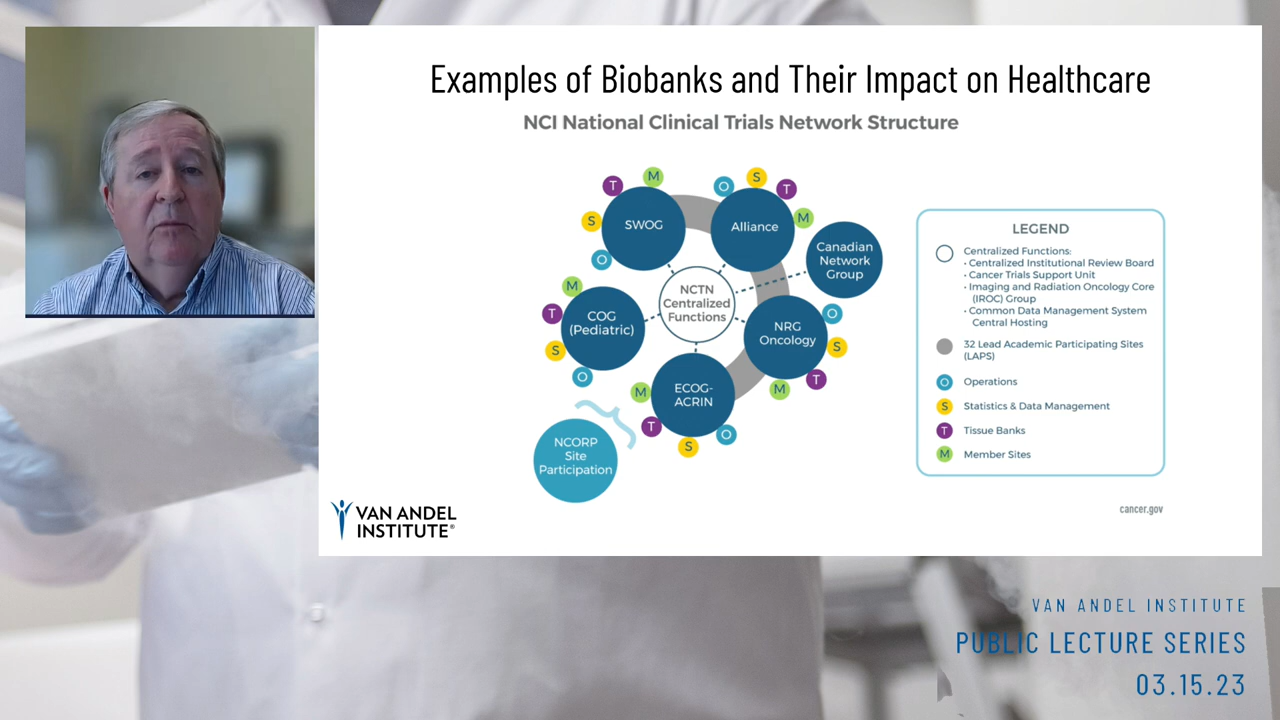 Examples of Biobanks and Their Impact on Healthcare
NCI National Clinical Trials Network Structure
T
M
S
O
SWOG
O
S
T
M
Alliance
Canadian
Network
Group
NCTN
Centralized
Functions
M
T
S
O
COG
(Pediatric)
NRG
Oncology
O
S
T
M
ECOG-
ACRIN
M
T
S
O
NCORP
Site
Participation
LEGEND
Centralized Functions:
• Centralized Institutional Review Board
• Cancer Trials Support Unit
• Imaging and Radiation Oncology Core
(IROC) Group
• Common Data Management System
Central Hosting
32 Lead Academic Participating Sites
(LAPS)
O Operations
S Statistics & Data Management
T Tissue Banks
M Member Sites
cancer.gov
VAN ANDEL
INSTITUTE®
VAN ANDEL INSTITUTE
PUBLIC LECTURE SERIES
03.15.23